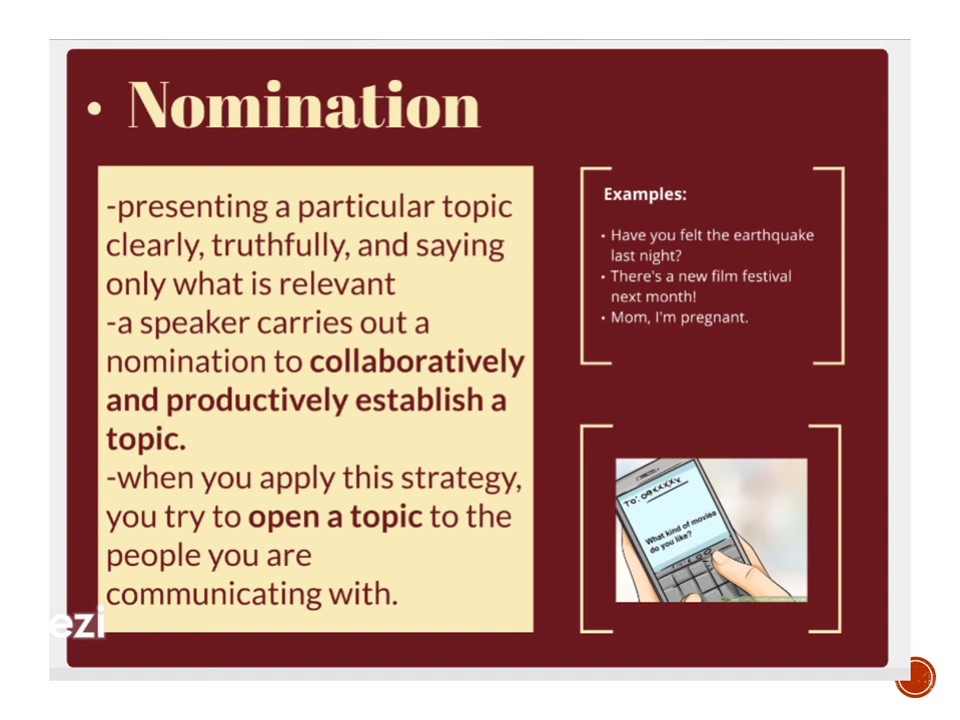 • Nomination
-presenting a particular topic
clearly, truthfully, and saying
only what is relevant
-a speaker carries out a
nomination to collaboratively
and productively establish a
topic.
-when you apply this strategy,
you try to open a topic to the
people you are
communicating with.
Examples:
• Have you felt the earthquake
last night?
• There's a new film festival
next month!
• Mom, I'm pregnant.
What kind of movies
do you like?
ezi